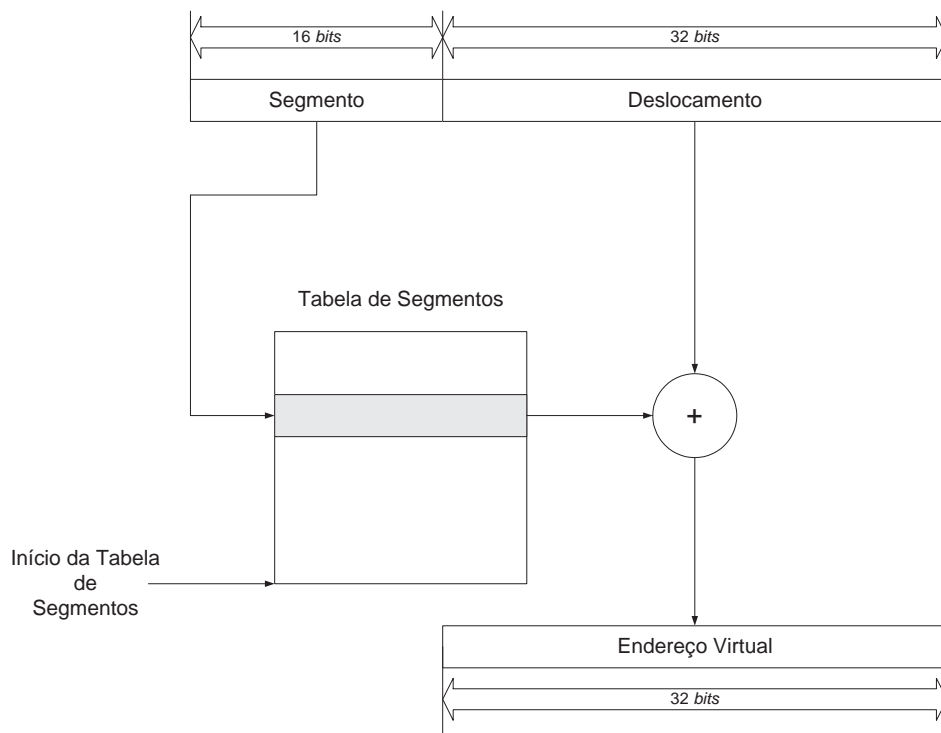 16 bits
32 bits
Segmento
Deslocamento
Tabela de Segmentos
+
Início da Tabela
de
Segmentos
Endereço Virtual
32 bits